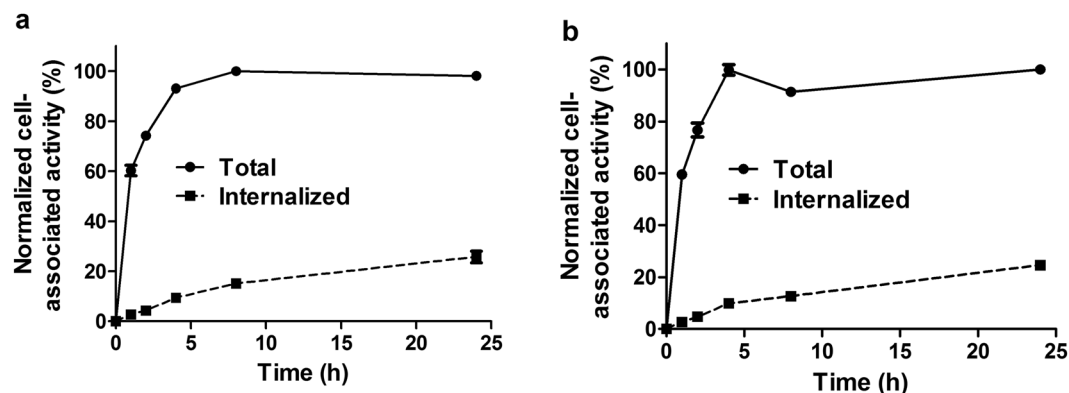 a
Normalized cell-
associated activity (%)
100
80
60
40
20
0
Total
Internalized
0 5 10 15 20 25
Time (h)
b
Normalized cell-
associated activity (%)
100
80
60
40
20
0
Total
Internalized
0 5 10 15 20 25
Time (h)